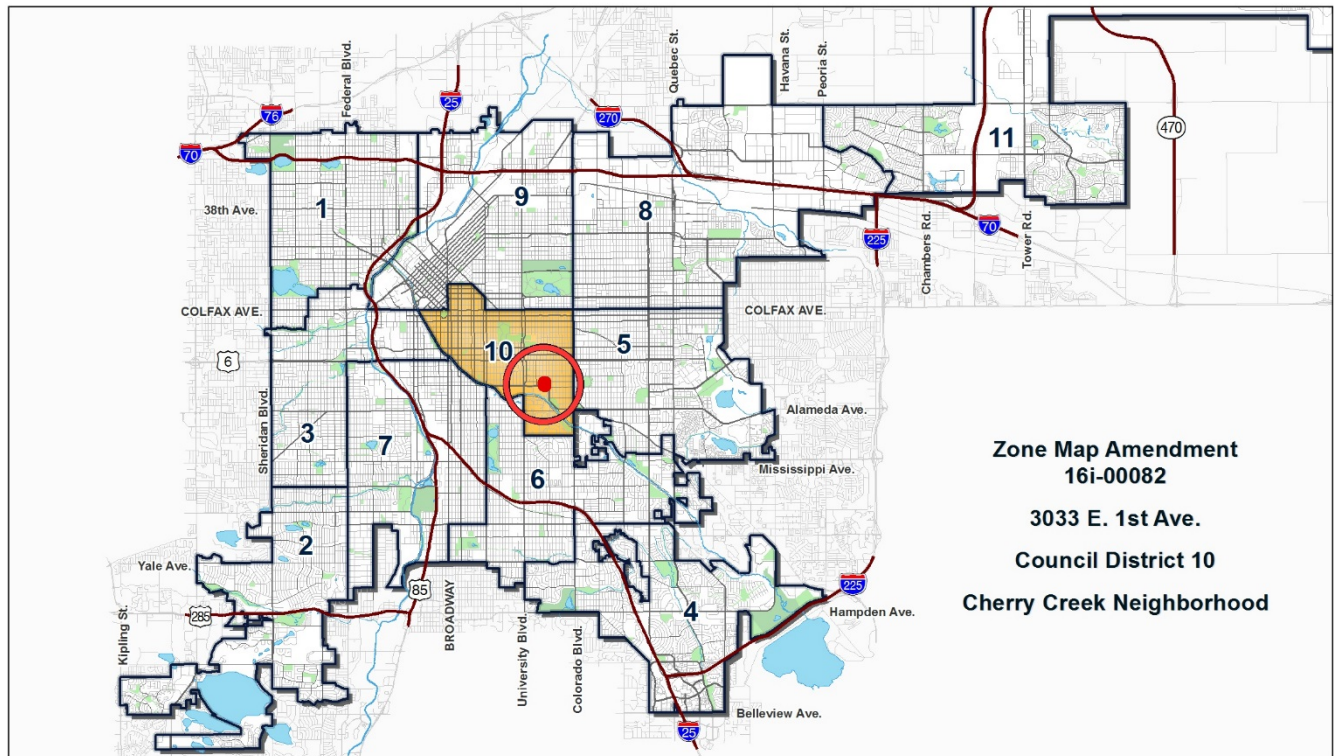 Federal Blvd.
Quebec St.
Havana St.
Peoria St.
76
25
270
470
70
11
38th Ave.
1
9
8
225
Chambers Rd.
70
Tower Rd.
COLFAX AVE.
COLFAX AVE.
6
10
5
Sheridan Blvd.
Alameda Ave.
3
7
Mississippi Ave.
6
Zone Map Amendment
16i-00082
3033 E. 1st Ave.
Council District 10
Cherry Creek Neighborhood
2
Yale Ave.
85
BROADWAY
225
Hampden Ave.
285
4
Kipling St.
University Blvd.
Colorado Blvd.
Belleview Ave.
25